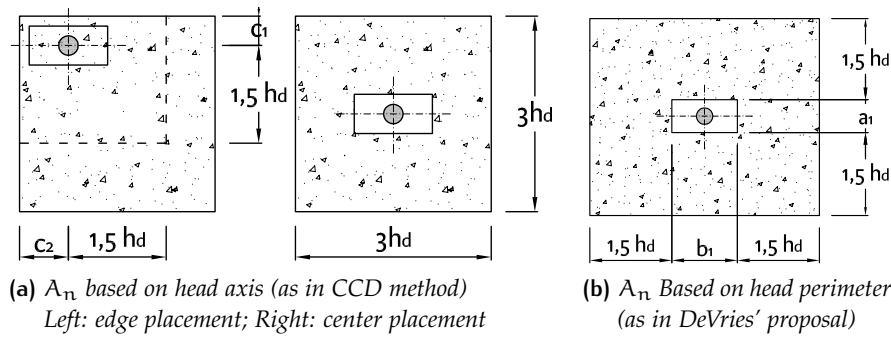 c₁
1,5 hd
c₂
1,5 hd
3hd
3hd
1,5 hd
a₁
1,5 hd
1,5 hd
b₁
1,5 hd
(a) Aₙ based on head axis (as in CCD method)
Left: edge placement; Right: center placement
(b) Aₙ Based on head perimeter
(as in DeVries' proposal)